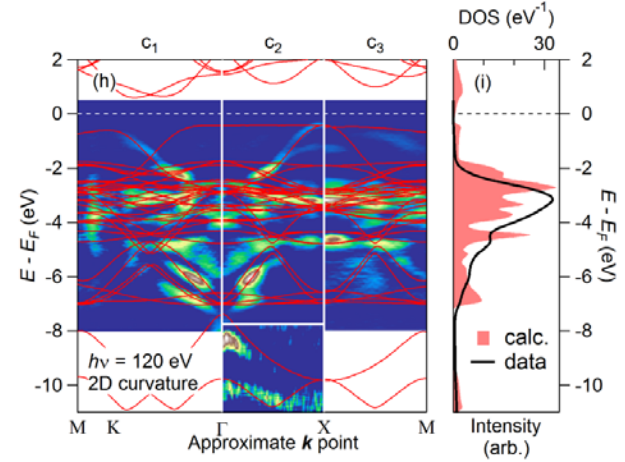 DOS (eV⁻¹)
c₁ c₂ c₃ 0 30
2 (h) (i) 2
0 0
-2 -2
E - E_F (eV) -4 -4 E - E_F (eV)
-6 -6
-8 -8
calc.
hν = 120 eV data
2D curvature
-10 -10
M K Γ X M Intensity
Approximate k point (arb.)